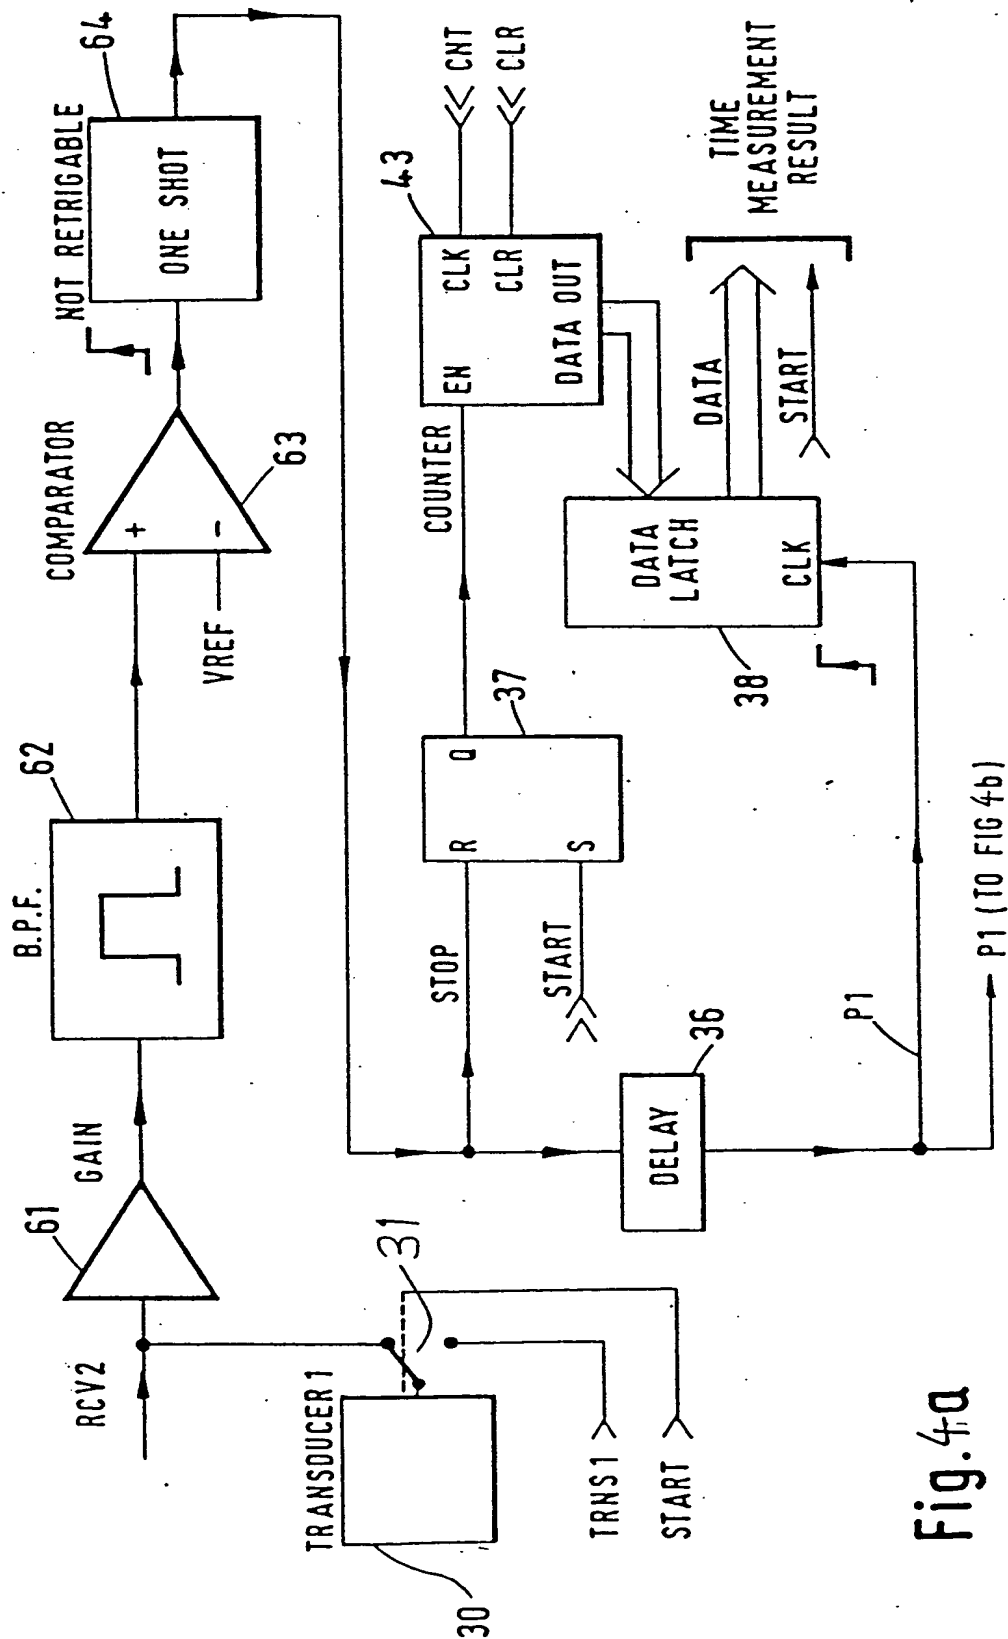 RCV2
61
GAIN
B.P.F.
62
COMPARATOR
+
-
VREF
63
NOT RETRIGABLE
ONE SHOT
64
TRANSDUCER 1
30
31
TRNS1
START
STOP
START
R
S
Q
37
COUNTER
EN
CLK
CLR
DATA OUT
43
CNT
CLR
DELAY
36
DATA
LATCH
CLK
38
DATA
START
TIME
MEASUREMENT
RESULT
P1
P1 (TO FIG 4b)
Fig.4a